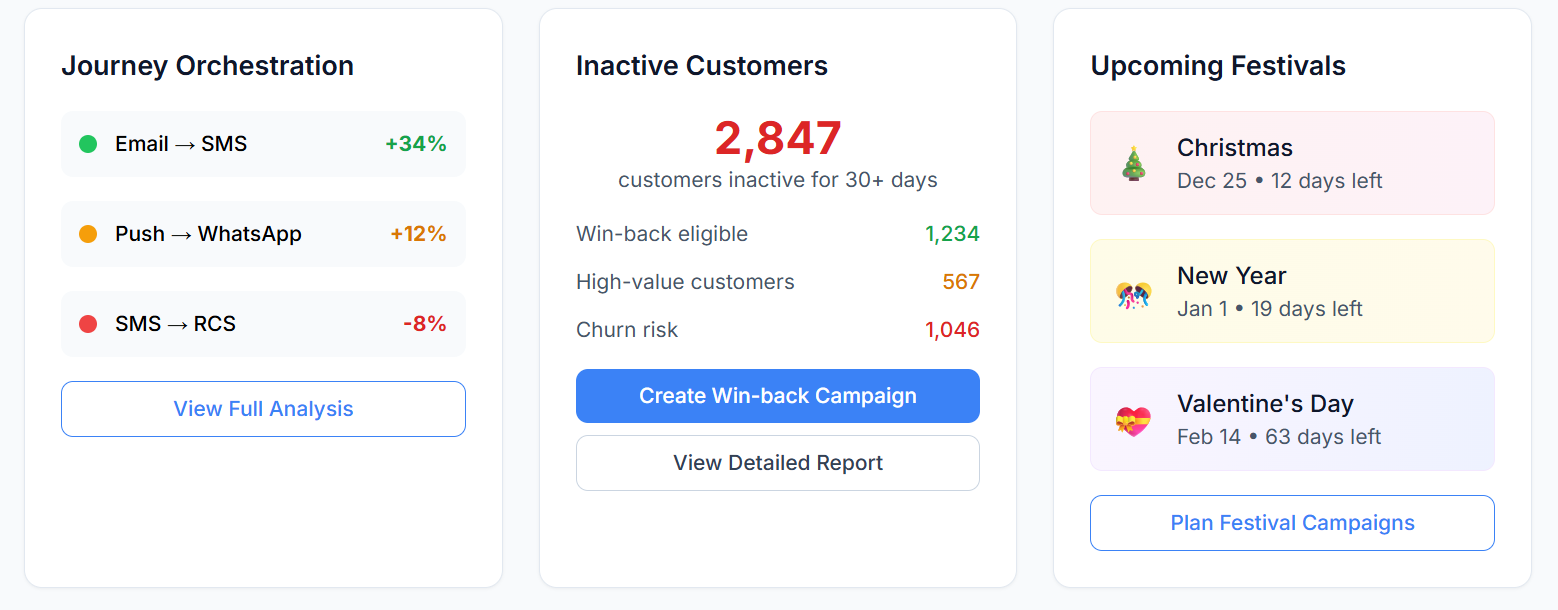 Journey Orchestration
Email → SMS +34%
Push → WhatsApp +12%
SMS → RCS -8%
View Full Analysis
Inactive Customers
2,847
customers inactive for 30+ days
Win-back eligible 1,234
High-value customers 567
Churn risk 1,046
Create Win-back Campaign
View Detailed Report
Upcoming Festivals
Christmas
Dec 25 • 12 days left
New Year
Jan 1 • 19 days left
Valentine's Day
Feb 14 • 63 days left
Plan Festival Campaigns